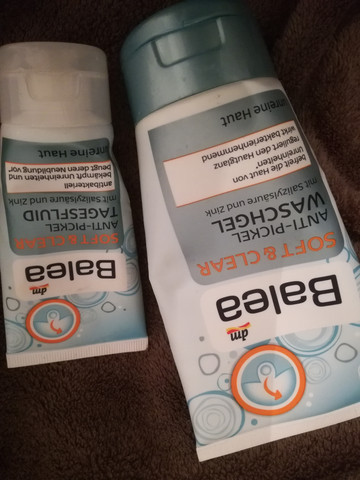 dm
Balea
SOFT & CLEAR
ANTI-PICKEL
TAGESFLUID
mit Salizylsäure und Zink
antibakteriell
bekämpft Unreinheiten und
beugt deren Neubildung vor
unreine Haut
dm
Balea
SOFT & CLEAR
ANTI-PICKEL
WASCHGEL
mit Salizylsäure und Zink
befreit die Haut von
Unreinheiten,
reguliert den Hautglanz
wirkt bakterienhemmend
unreine Haut